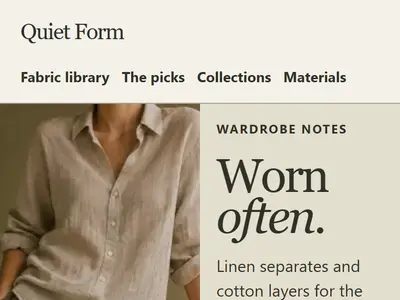 Quiet Form
Fabric library The picks Collections Materials
WARDROBE NOTES
Worn
often.
Linen separates and
cotton layers for the